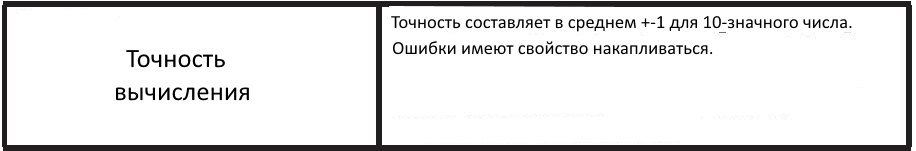 Точность
вычисления
Точность составляет в среднем +-1 для 10-значного числа.
Ошибки имеют свойство накапливаться.